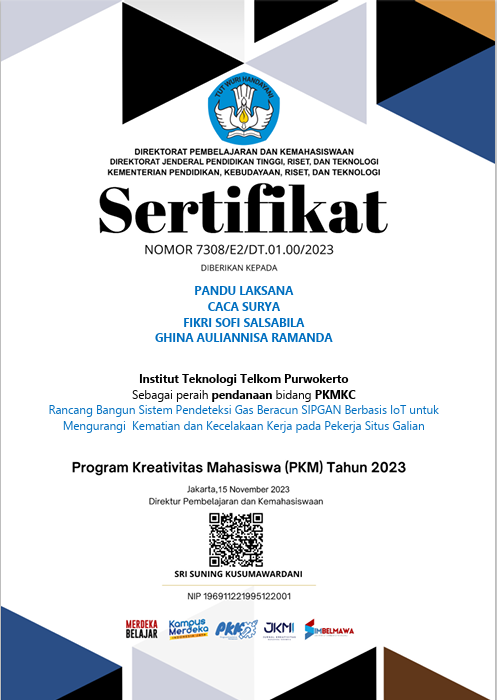 TUT WURI HANDAYANI
DIREKTORAT PEMBELAJARAN DAN KEMAHASISWAAN
DIREKTORAT JENDERAL PENDIDIKAN TINGGI, RISET, DAN TEKNOLOGI
KEMENTERIAN PENDIDIKAN, KEBUDAYAAN, RISET, DAN TEKNOLOGI
Sertifikat
NOMOR 7308/E2/DT.01.00/2023
DIBERIKAN KEPADA
PANDU LAKSANA
CACA SURYA
FIKRI SOFI SALSABILA
GHINA AULIANNISA RAMANDA
Institut Teknologi Telkom Purwokerto
Sebagai peraih pendanaan bidang PKMKC
Rancang Bangun Sistem Pendeteksi Gas Beracun SIPGAN Berbasis IoT untuk
Mengurangi Kematian dan Kecelakaan Kerja pada Pekerja Situs Galian
Program Kreativitas Mahasiswa (PKM) Tahun 2023
Jakarta,15 November 2023
Direktur Pembelajaran dan Kemahasiswaan
SRI SUNING KUSUMAWARDANI
NIP 196911221995122001
MERDEKA
BELAJAR
Kampus
Merdeka
INDONESIA JAYA
PKM
JKMI
SIMBELMAWA